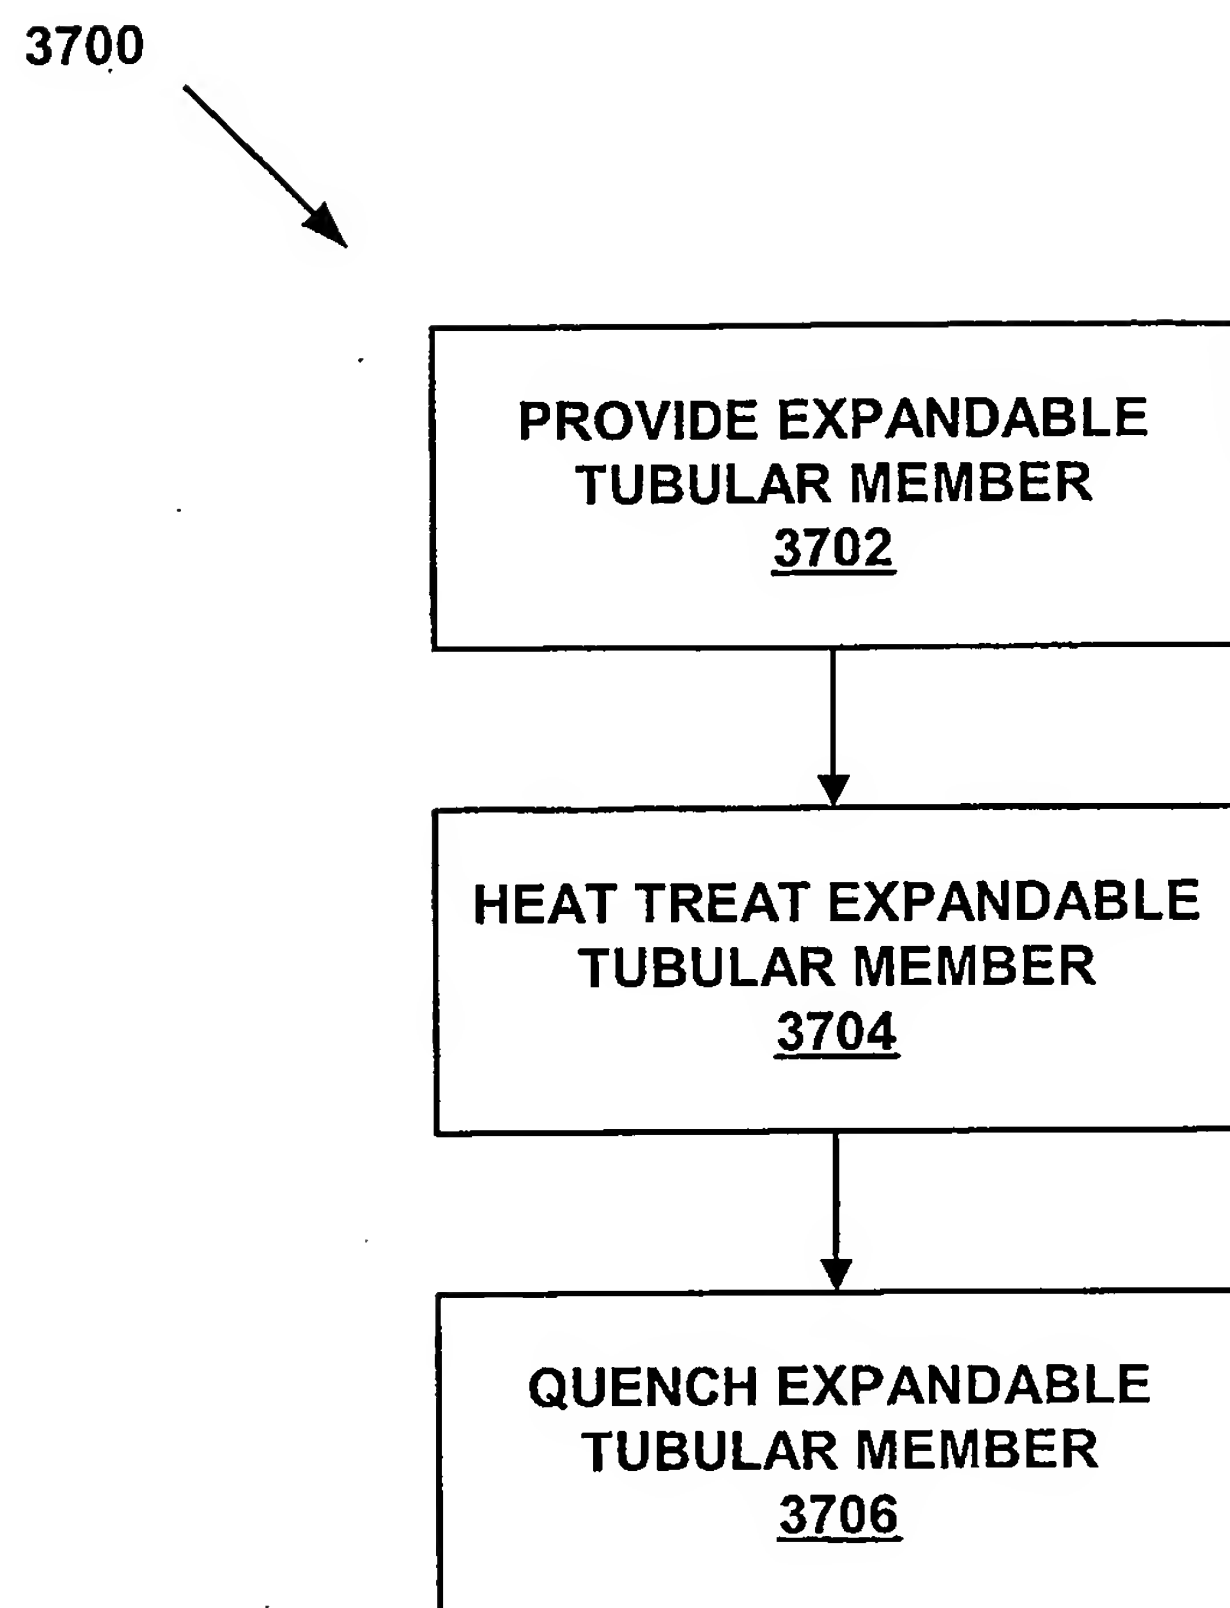 3700
PROVIDE EXPANDABLE
TUBULAR MEMBER
3702
HEAT TREAT EXPANDABLE
TUBULAR MEMBER
3704
QUENCH EXPANDABLE
TUBULAR MEMBER
3706